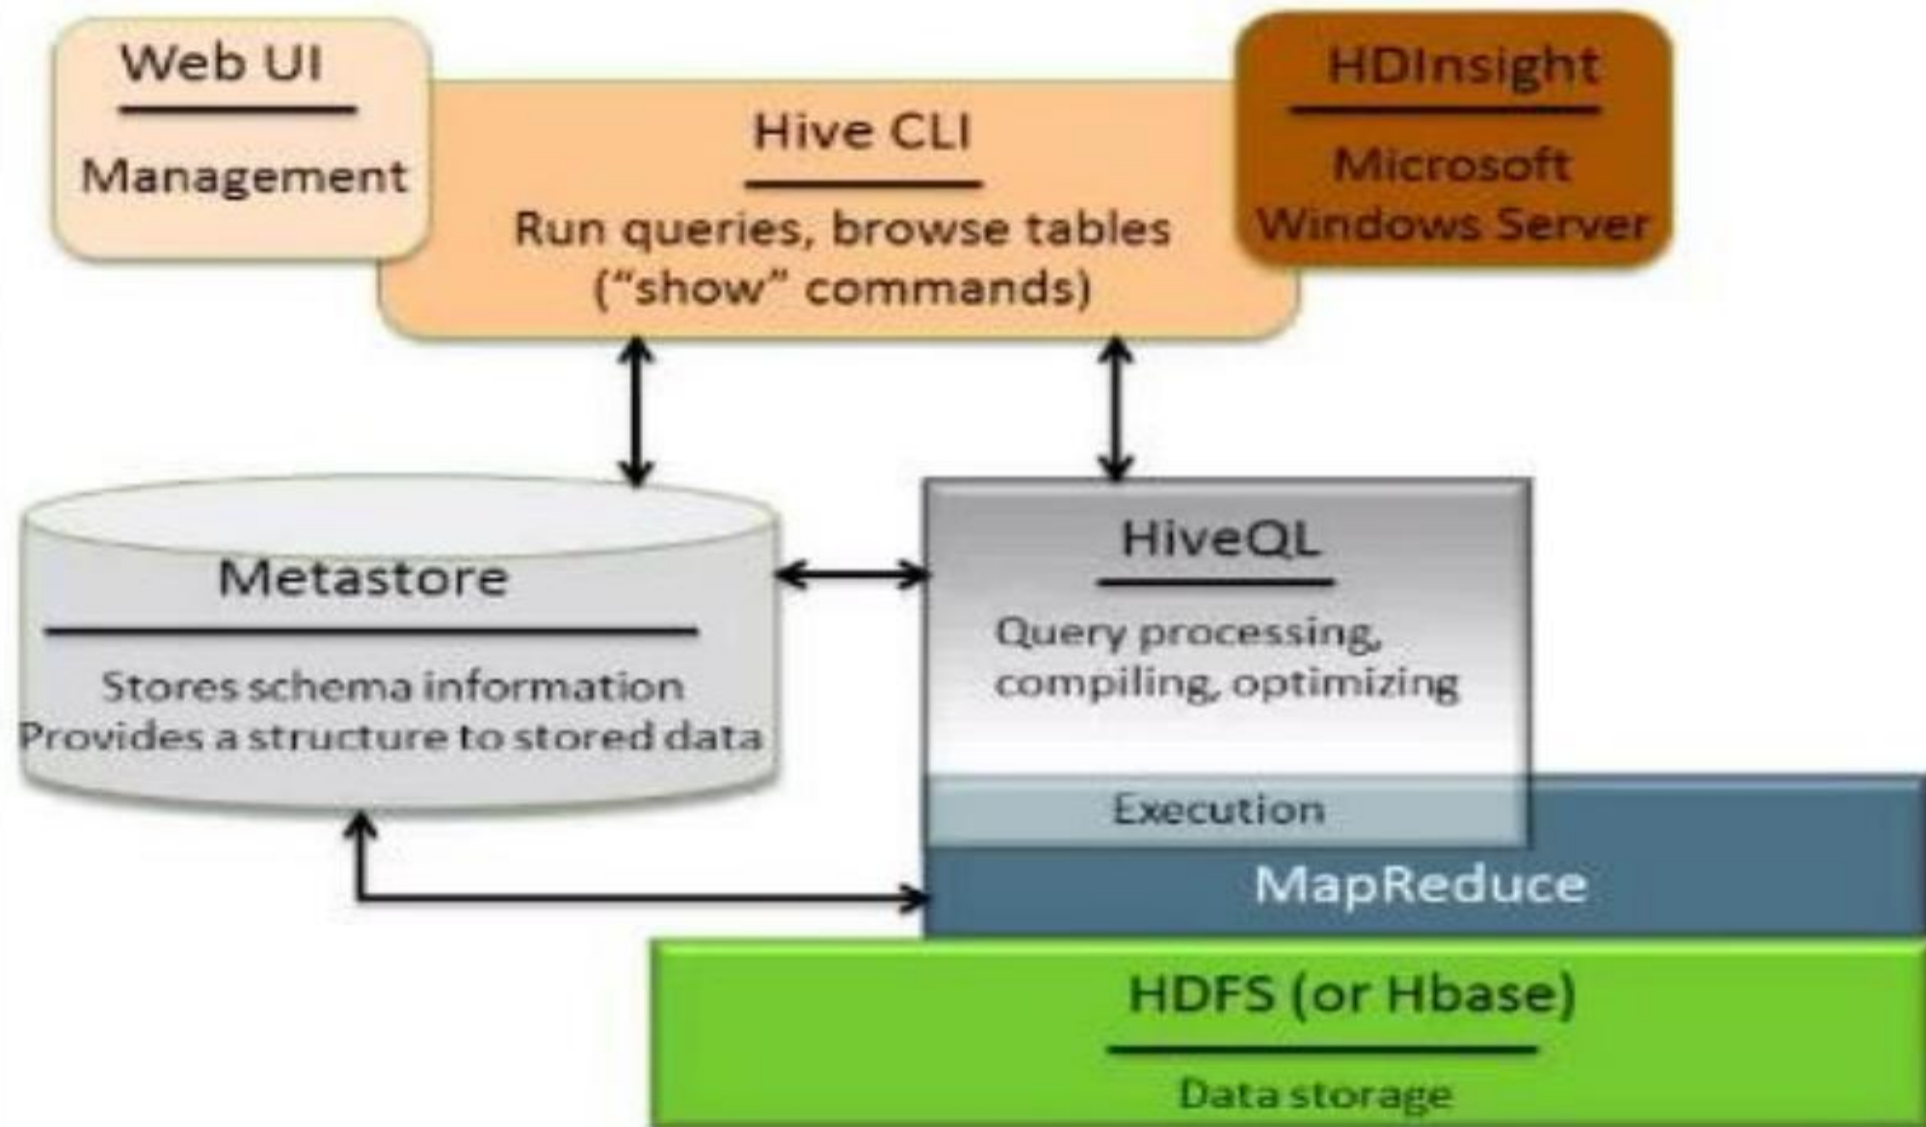 Web UI
Management
Hive CLI
Run queries, browse tables
(“show” commands)
HDInsight
Microsoft
Windows Server
Metastore
Stores schema information
Provides a structure to stored data
HiveQL
Query processing,
compiling, optimizing
Execution
MapReduce
HDFS (or Hbase)
Data storage